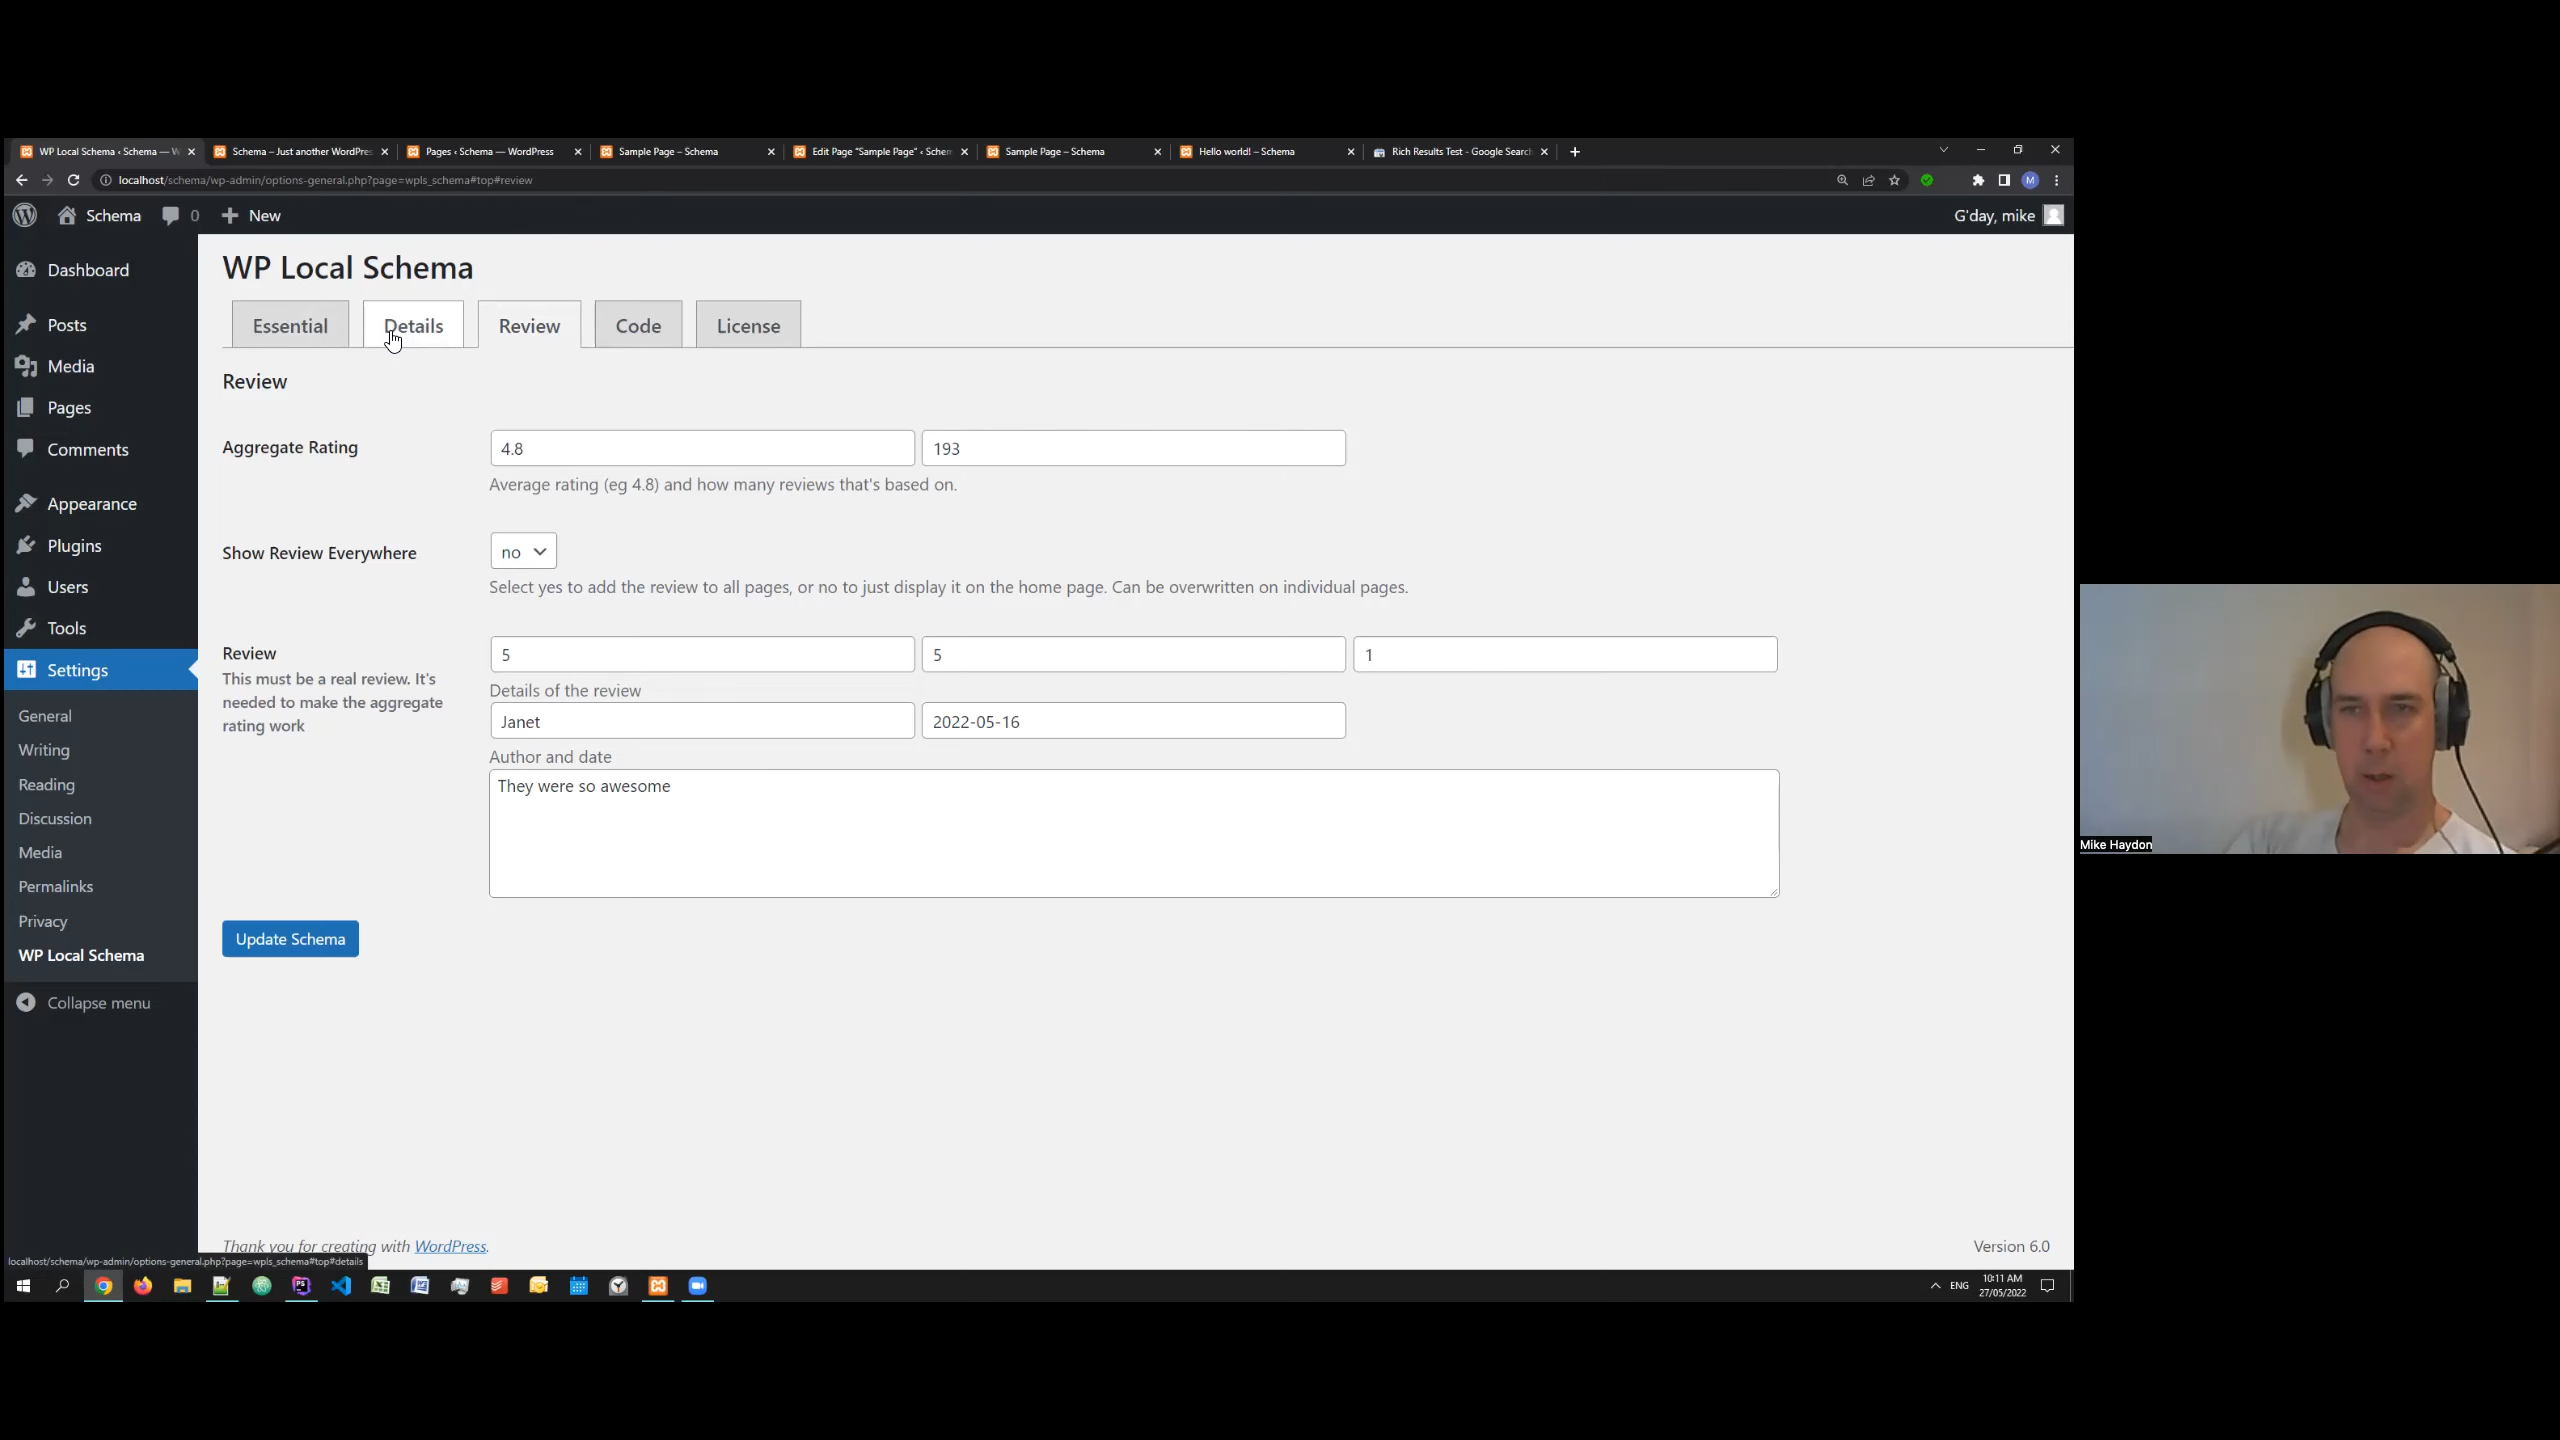 WP Local Schema ‹ Schema — W
Schema – Just another WordPres
Pages ‹ Schema — WordPress
Sample Page – Schema
Edit Page "Sample Page" ‹ Schem
Sample Page – Schema
Hello world! – Schema
Rich Results Test - Google Search
localhost/schema/wp-admin/options-general.php?page=wpls_schema#top#review
M
Schema
0
New
G'day, mike
Dashboard
Posts
Media
Pages
Comments
Appearance
Plugins
Users
Tools
Settings
General
Writing
Reading
Discussion
Media
Permalinks
Privacy
WP Local Schema
Collapse menu
WP Local Schema
Essential
Details
Review
Code
License
Review
Aggregate Rating
4.8
193
Average rating (eg 4.8) and how many reviews that's based on.
Show Review Everywhere
no
Select yes to add the review to all pages, or no to just display it on the home page. Can be overwritten on individual pages.
Review
This must be a real review. It's
needed to make the aggregate
rating work
5
5
1
Details of the review
Janet
2022-05-16
Author and date
They were so awesome
Update Schema
Thank you for creating with WordPress.
Version 6.0
localhost/schema/wp-admin/options-general.php?page=wpls_schema#top#details
ENG
10:11 AM
27/05/2022
Mike Haydon